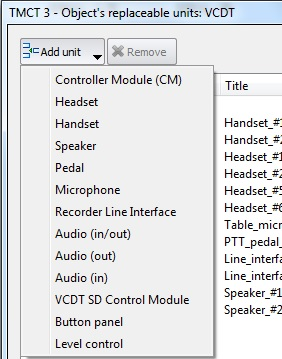 TMCT 3 - Object's replaceable units: VCDT
Add unit
Remove
Controller Module (CM)
Headset
Handset
Speaker
Pedal
Microphone
Recorder Line Interface
Audio (in/out)
Audio (out)
Audio (in)
VCDT SD Control Module
Button panel
Level control
Title
Handset_#1
Handset_#2
Headset_#1
Headset_#2
Headset_#5
Headset_#6
Table_micr
PTT_pedal_
Line_interfa
Line_interfa
Speaker_#1
Speaker_#2